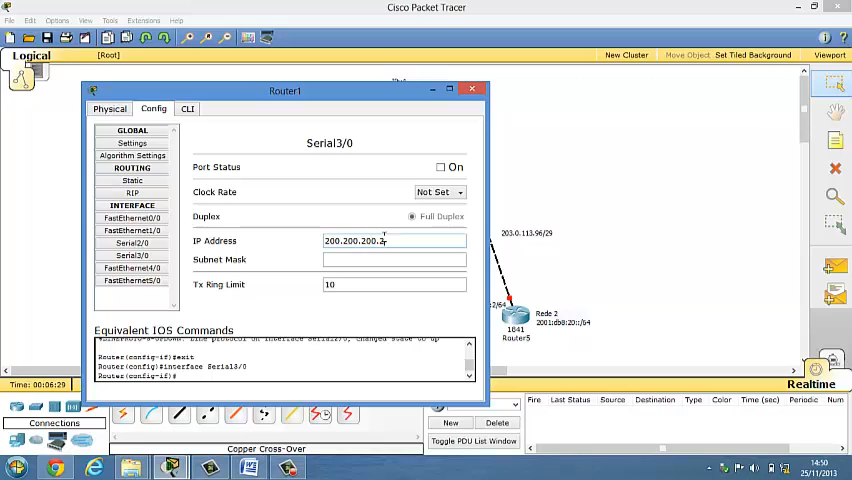 Cisco Packet Tracer
File Edit Options View Tools Extensions Help
Logical
[Root]
New Cluster
Move Object
Set Tiled Background
Viewport
Router1
Physical
Config
CLI
GLOBAL
Settings
Algorithm Settings
ROUTING
Static
RIP
INTERFACE
FastEthernet0/0
FastEthernet1/0
Serial2/0
Serial3/0
FastEthernet4/0
FastEthernet5/0
Serial3/0
Port Status
On
Clock Rate
Not Set
Duplex
Full Duplex
IP Address
200.200.200.2
Subnet Mask
Tx Ring Limit
10
Equivalent IOS Commands
Router(config-if)#exit
Router(config)#interface Serial3/0
Router(config-if)#
203.0.113.96/29
2/64
Rede 2
2001:db8:20::/64
1841
Router5
Time: 00:06:29
Realtime
Connections
Copper Cross-Over
New
Delete
Toggle PDU List Window
Fire Last Status Source Destination Type Color Time (sec) Periodic Num
14:50
25/11/2013